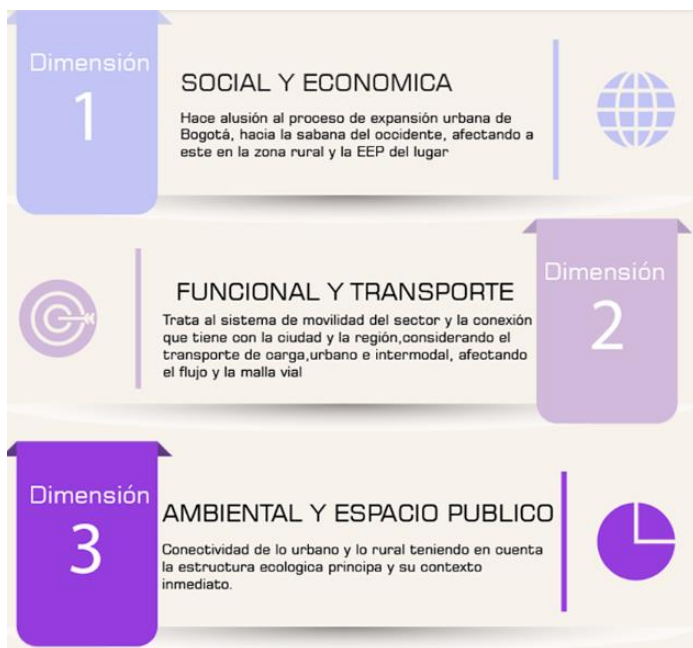 Dimensión
1
SOCIAL Y ECONOMICA
Hace alusión al proceso de expansión urbana de
Bogotá, hacia la sabana del occidente, afectando a
este en la zona rural y la EEP del lugar
Dimensión
2
FUNCIONAL Y TRANSPORTE
Trata al sistema de movilidad del sector y la conexión
que tiene con la ciudad y la región,considerando el
transporte de carga,urbano e intermodal, afectando
el flujo y la malla vial
Dimensión
3
AMBIENTAL Y ESPACIO PUBLICO
Conectividad de lo urbano y lo rural teniendo en cuenta
la estructura ecologica principa y su contexto
inmediato.